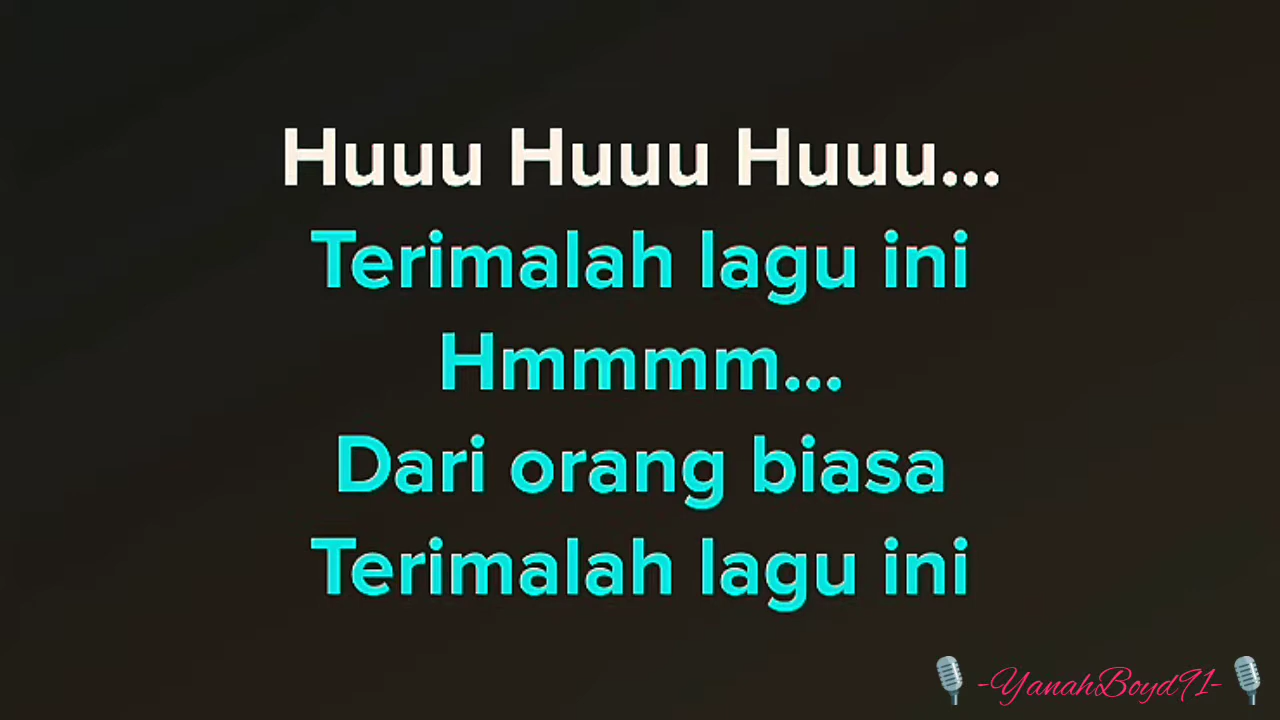 Huuu Huuu Huuu...
Terimalah lagu ini
Hmmmm...
Dari orang biasa
Terimalah lagu ini
-YanahBoyd91-